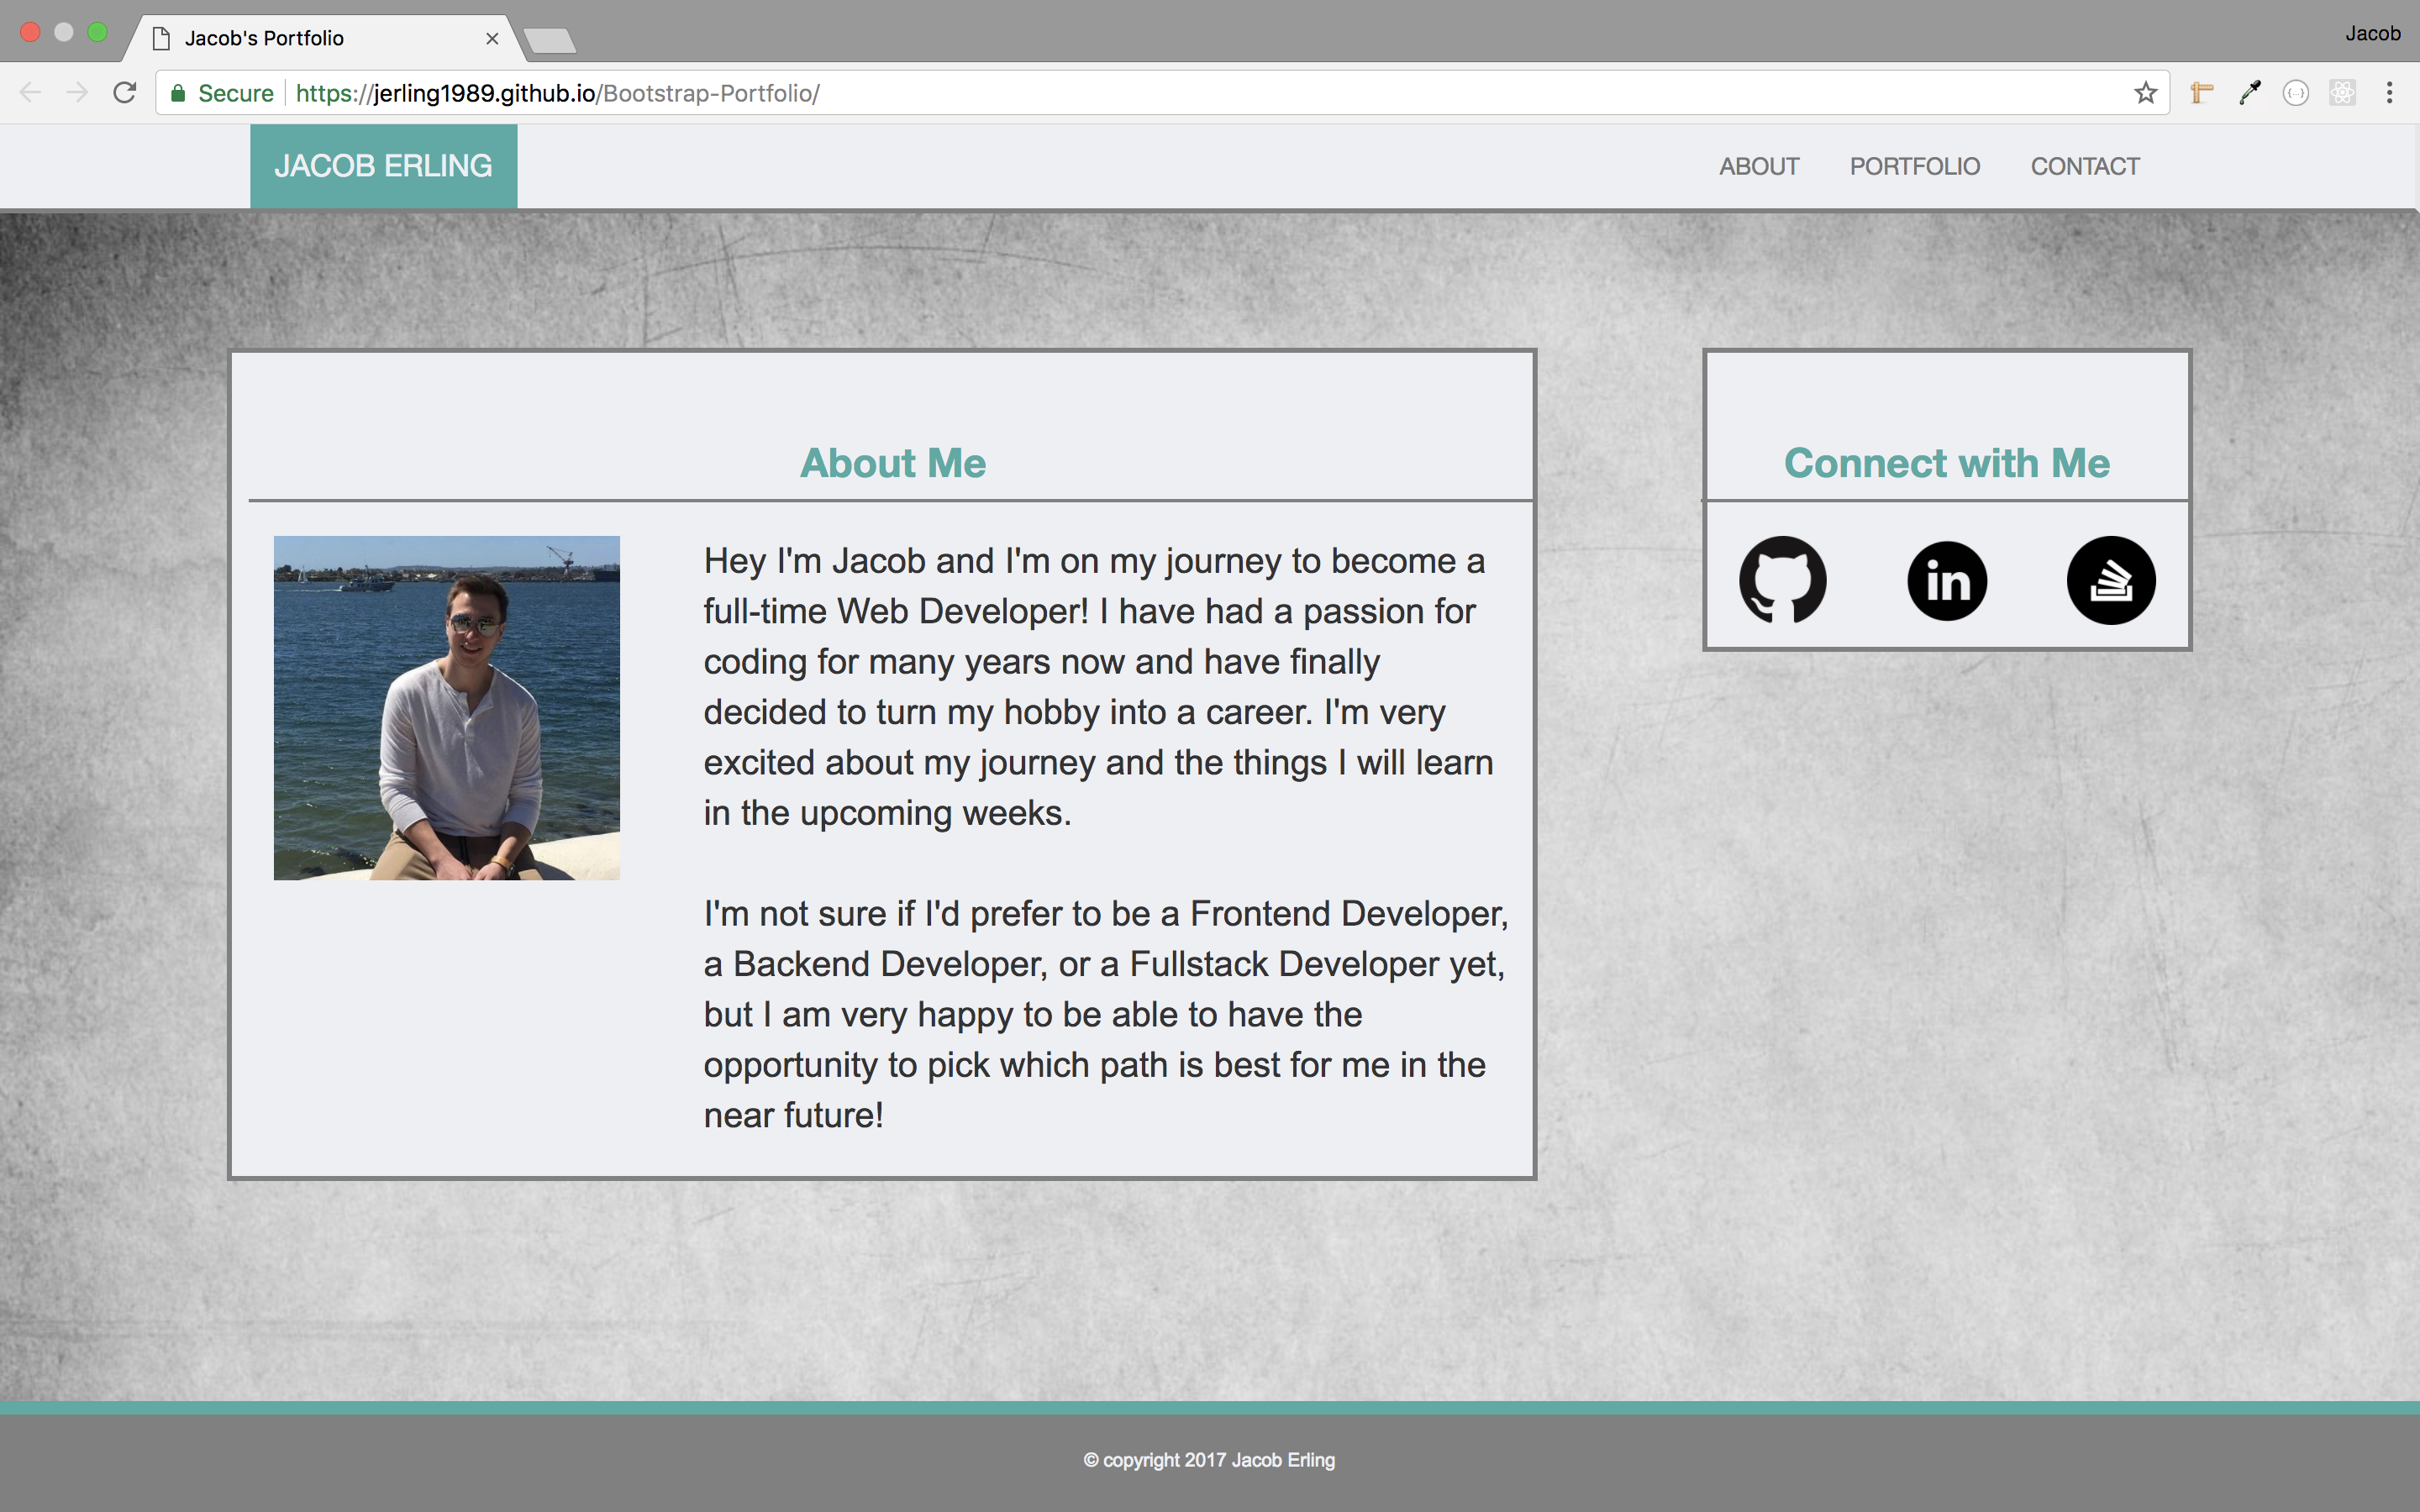 Jacob's Portfolio
Jacob
Secure
https://jerling1989.github.io/Bootstrap-Portfolio/
JACOB ERLING
ABOUT
PORTFOLIO
CONTACT
About Me
Hey I'm Jacob and I'm on my journey to become a
full-time Web Developer! I have had a passion for
coding for many years now and have finally
decided to turn my hobby into a career. I'm very
excited about my journey and the things I will learn
in the upcoming weeks.
I'm not sure if I'd prefer to be a Frontend Developer,
a Backend Developer, or a Fullstack Developer yet,
but I am very happy to be able to have the
opportunity to pick which path is best for me in the
near future!
Connect with Me
in
© copyright 2017 Jacob Erling